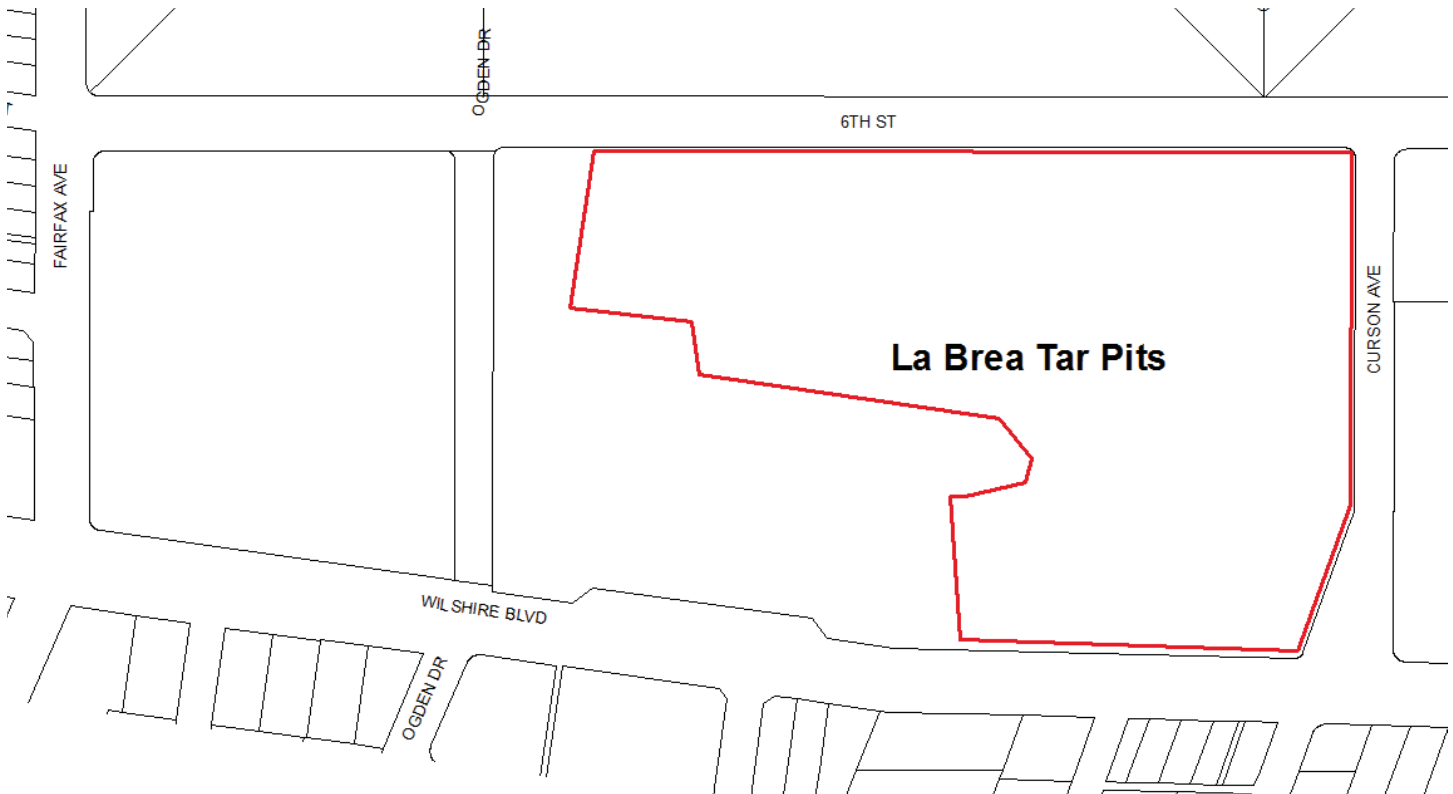 OGDEN DR
6TH ST
FAIRFAX AVE
CURSON AVE
La Brea Tar Pits
WILSHIRE BLVD
OGDEN DR